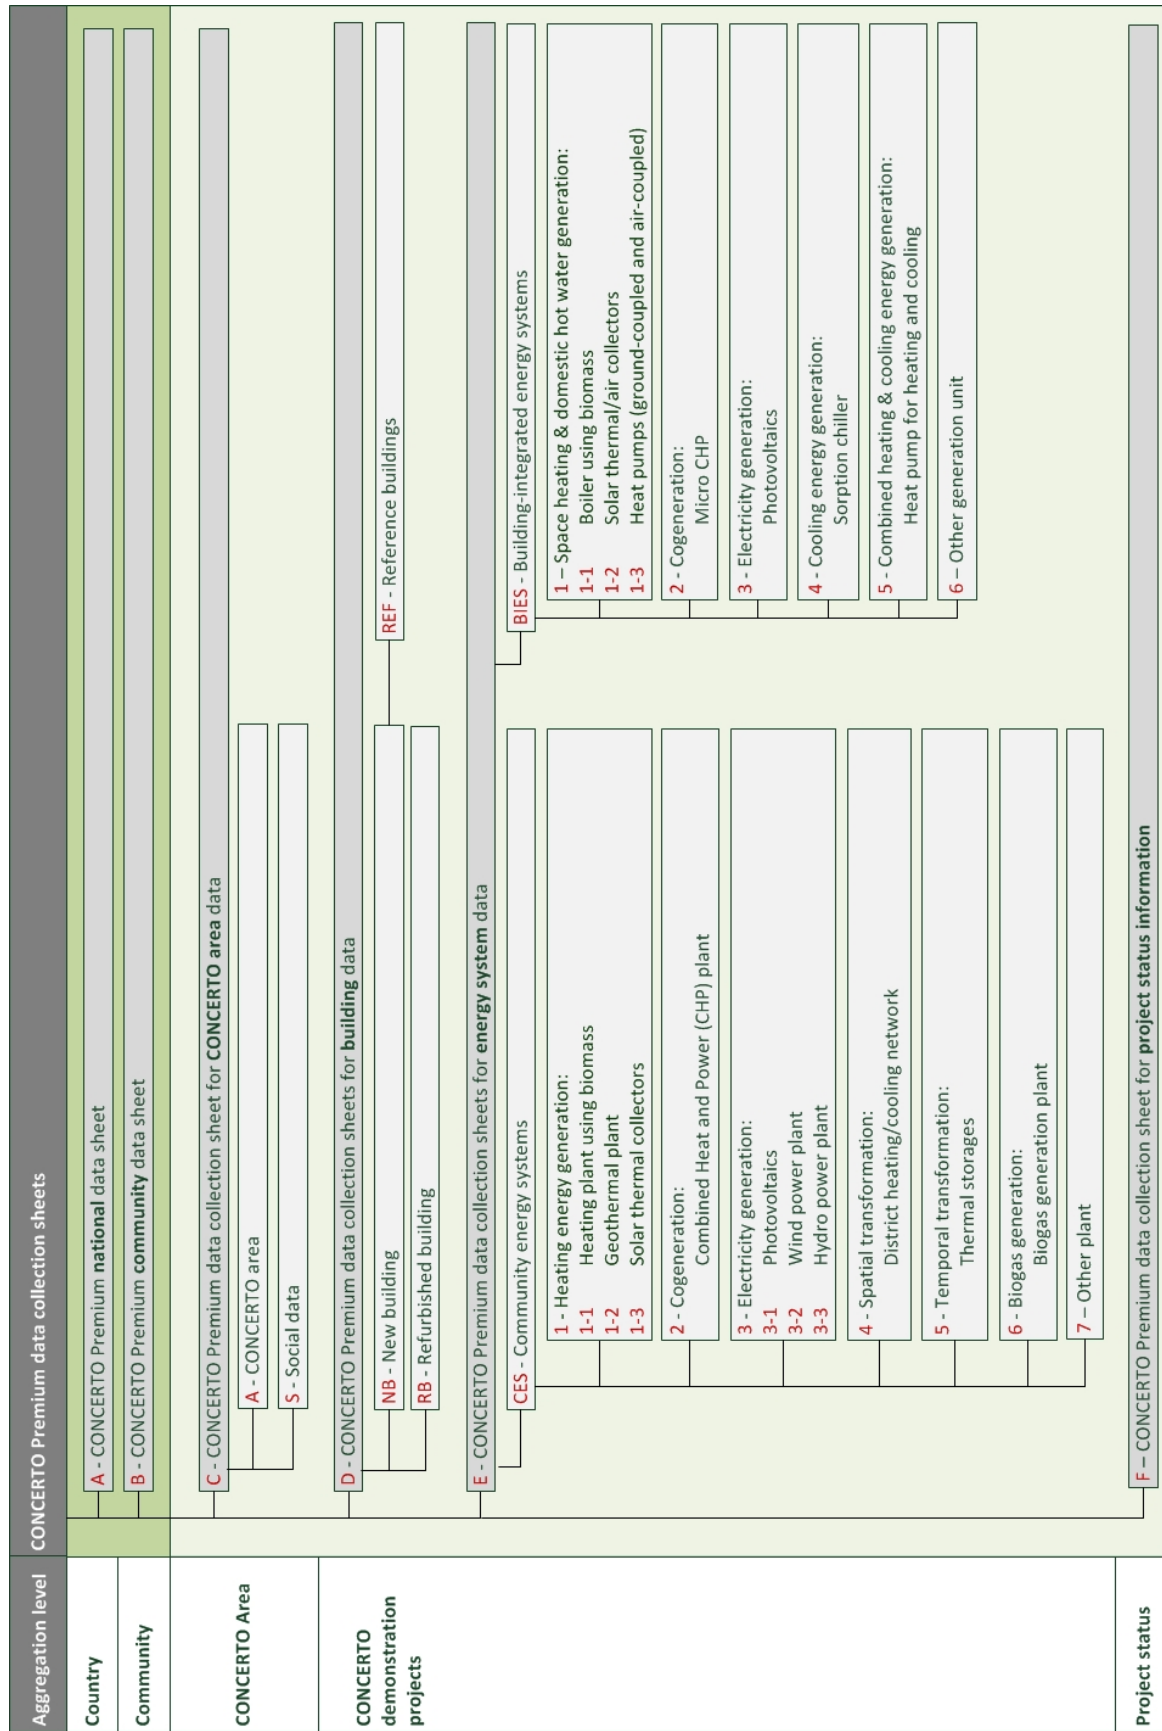 Aggregation level
CONCERTO Premium data collection sheets
Country
A - CONCERTO Premium national data sheet
Community
B - CONCERTO Premium community data sheet
CONCERTO Area
C - CONCERTO Premium data collection sheet for CONCERTO area data
A - CONCERTO area
S - Social data
CONCERTO
demonstration
projects
D - CONCERTO Premium data collection sheets for building data
NB - New building
REF - Reference buildings
RB - Refurbished building
E - CONCERTO Premium data collection sheets for energy system data
CES - Community energy systems
1 - Heating energy generation:
1-1 Heating plant using biomass
1-2 Geothermal plant
1-3 Solar thermal collectors
2 - Cogeneration:
Combined Heat and Power (CHP) plant
3 - Electricity generation:
3-1 Photovoltaics
3-2 Wind power plant
3-3 Hydro power plant
4 - Spatial transformation:
District heating/cooling network
5 - Temporal transformation:
Thermal storages
6 - Biogas generation:
Biogas generation plant
7 – Other plant
BIES - Building-integrated energy systems
1 – Space heating & domestic hot water generation:
1-1 Boiler using biomass
1-2 Solar thermal/air collectors
1-3 Heat pumps (ground-coupled and air-coupled)
2 - Cogeneration:
Micro CHP
3 - Electricity generation:
Photovoltaics
4 - Cooling energy generation:
Sorption chiller
5 - Combined heating & cooling energy generation:
Heat pump for heating and cooling
6 – Other generation unit
Project status
F – CONCERTO Premium data collection sheet for project status information